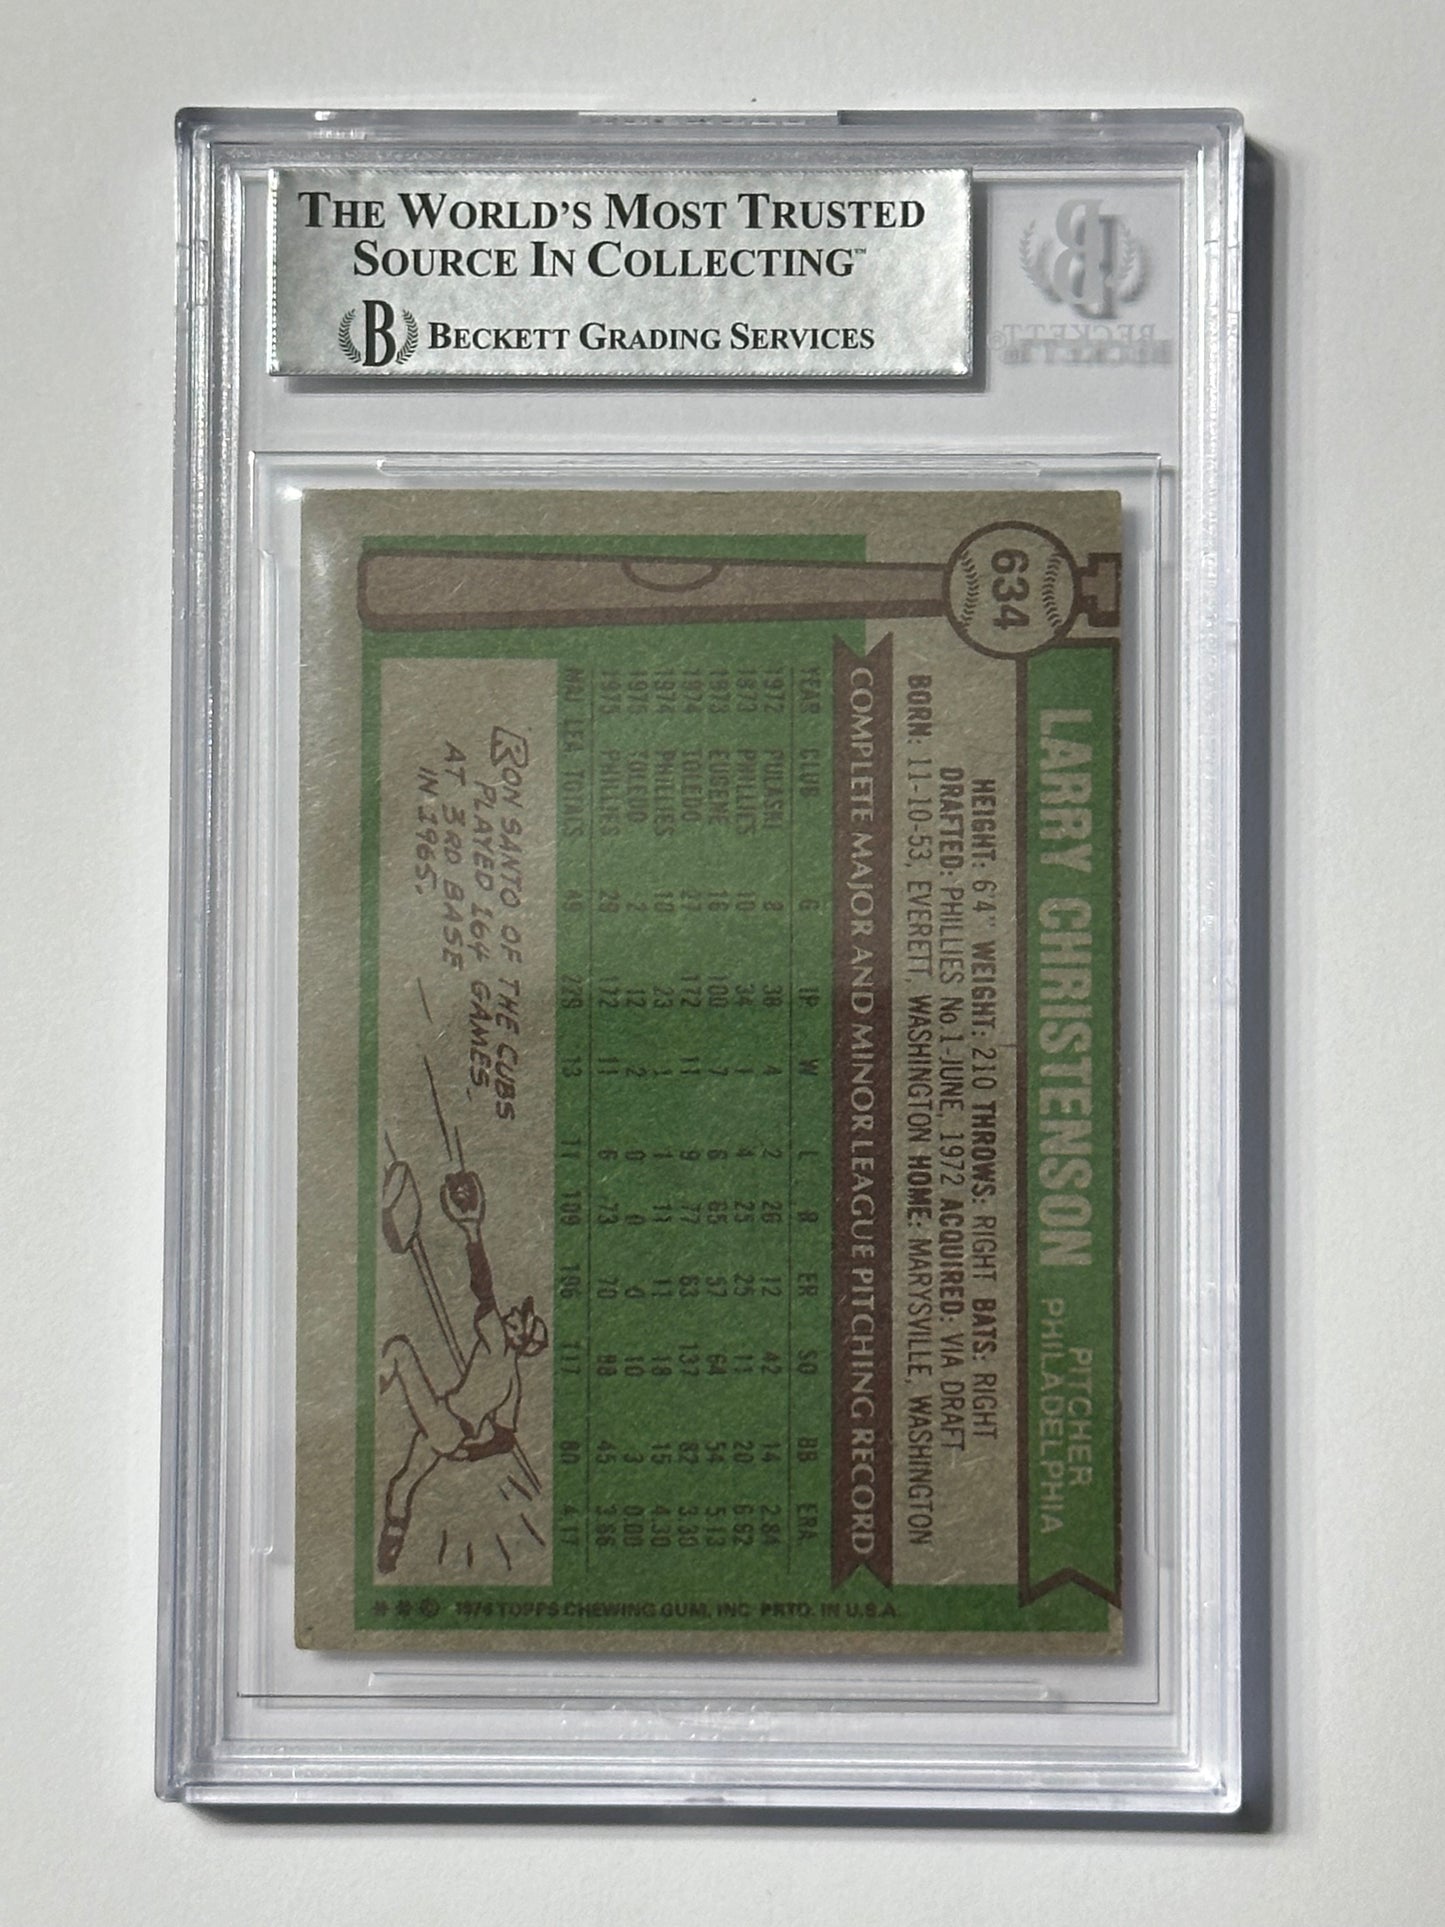 THE WORLD'S MOST TRUSTED
SOURCE IN COLLECTING™
B BECKETT GRADING SERVICES
B
BECKETT
634
LARRY CHRISTENSON
PITCHER
PHILADELPHIA
HEIGHT: 6'4" WEIGHT: 210 THROWS: RIGHT BATS: RIGHT
DRAFTED: PHILLIES No 1-JUNE, 1972 ACQUIRED: VIA DRAFT
BORN: 11-10-53, EVERETT, WASHINGTON HOME: MARYSVILLE, WASHINGTON
COMPLETE MAJOR AND MINOR LEAGUE PITCHING RECORD
YEAR CLUB G IP W L R ER SO BB ERA
1972 PULASKI 8 38 4 2 26 12 42 14 2.84
1973 PHILLIES 10 34 1 4 25 25 11 20 6.62
1973 EUGENE 16 100 7 6 65 57 64 54 5.13
1974 TOLEDO 27 172 11 9 77 63 137 82 3.30
1974 PHILLIES 10 23 1 1 11 11 18 15 4.30
1975 TOLEDO 2 12 2 0 0 0 10 3 0.00
1975 PHILLIES 29 172 11 6 73 70 88 45 3.66
MAJ. LEA. TOTALS 49 229 13 11 109 106 117 80 4.17
RON SANTO OF THE CUBS
PLAYED 164 GAMES
AT 3RD BASE
IN 1965.
* * © 1976 TOPPS CHEWING GUM, INC. PRTD. IN U.S.A.